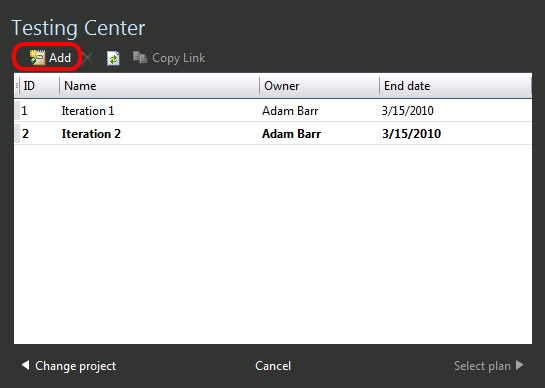 Testing Center
Add Copy Link
ID Name Owner End date
1 Iteration 1 Adam Barr 3/15/2010
2 Iteration 2 Adam Barr 3/15/2010
Change project Cancel Select plan